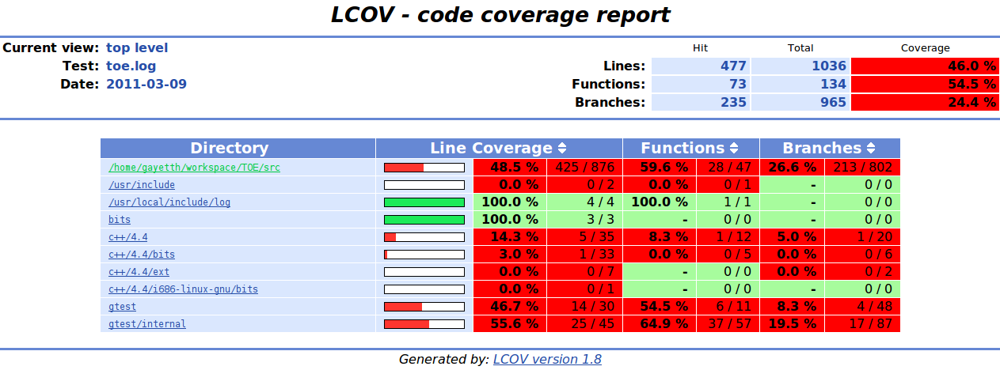 LCOV - code coverage report
Current view: top level
Hit Total Coverage
Test: toe.log Lines: 477 1036 46.0 %
Date: 2011-03-09 Functions: 73 134 54.5 %
Branches: 235 965 24.4 %
Directory Line Coverage Functions Branches
/home/gayetth/workspace/TOE/src 48.5 % 425 / 876 59.6 % 28 / 47 26.6 % 213 / 802
/usr/include 0.0 % 0 / 2 0.0 % 0 / 1 - 0 / 0
/usr/local/include/log 100.0 % 4 / 4 100.0 % 1 / 1 - 0 / 0
bits 100.0 % 3 / 3 - 0 / 0 - 0 / 0
c++/4.4 14.3 % 5 / 35 8.3 % 1 / 12 5.0 % 1 / 20
c++/4.4/bits 3.0 % 1 / 33 0.0 % 0 / 5 0.0 % 0 / 6
c++/4.4/ext 0.0 % 0 / 7 - 0 / 0 0.0 % 0 / 2
c++/4.4/i686-linux-gnu/bits 0.0 % 0 / 1 - 0 / 0 - 0 / 0
gtest 46.7 % 14 / 30 54.5 % 6 / 11 8.3 % 4 / 48
gtest/internal 55.6 % 25 / 45 64.9 % 37 / 57 19.5 % 17 / 87
Generated by: LCOV version 1.8